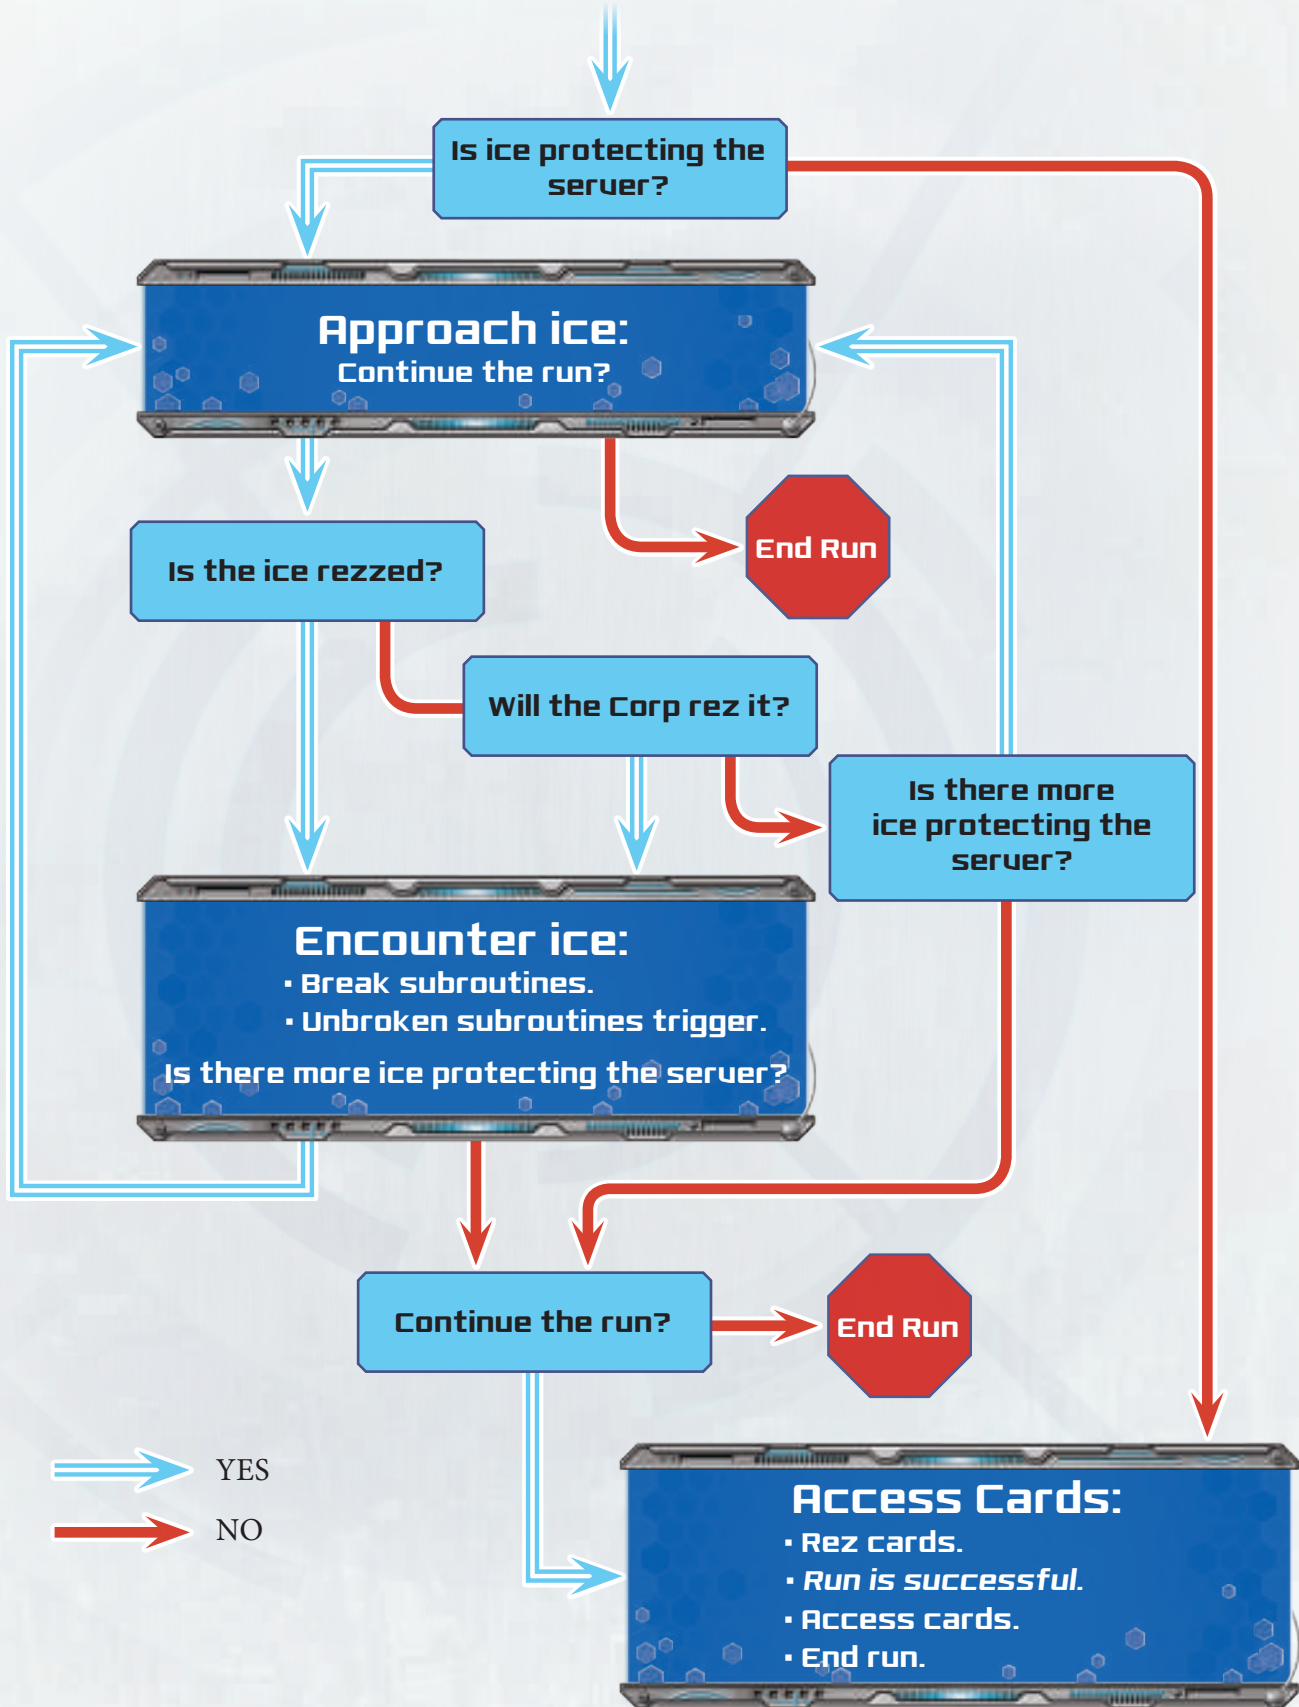 Is ice protecting the
server?
Approach ice:
Continue the run?
End Run
Is the ice rezzed?
Will the Corp rez it?
Is there more
ice protecting the
server?
Encounter ice:
▪ Break subroutines.
▪ Unbroken subroutines trigger.
Is there more ice protecting the server?
Continue the run?
End Run
YES
NO
Access Cards:
▪ Rez cards.
▪ Run is successful.
▪ Access cards.
▪ End run.